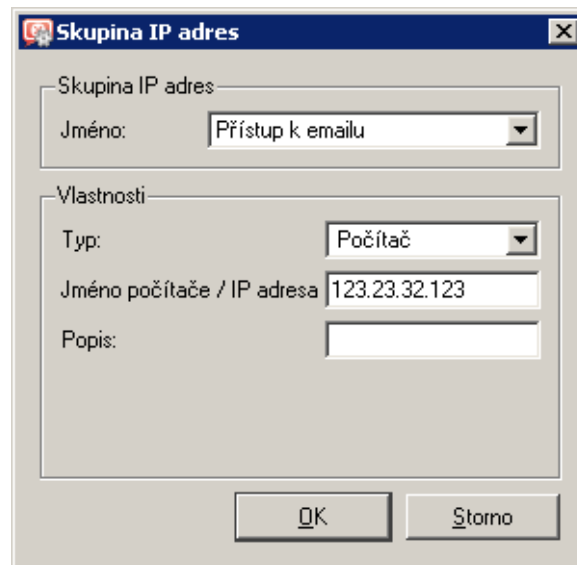 Skupina IP adres
Skupina IP adres
Jméno: Přístup k emailu
Vlastnosti
Typ: Počítač
Jméno počítače / IP adresa 123.23.32.123
Popis:
OK Storno